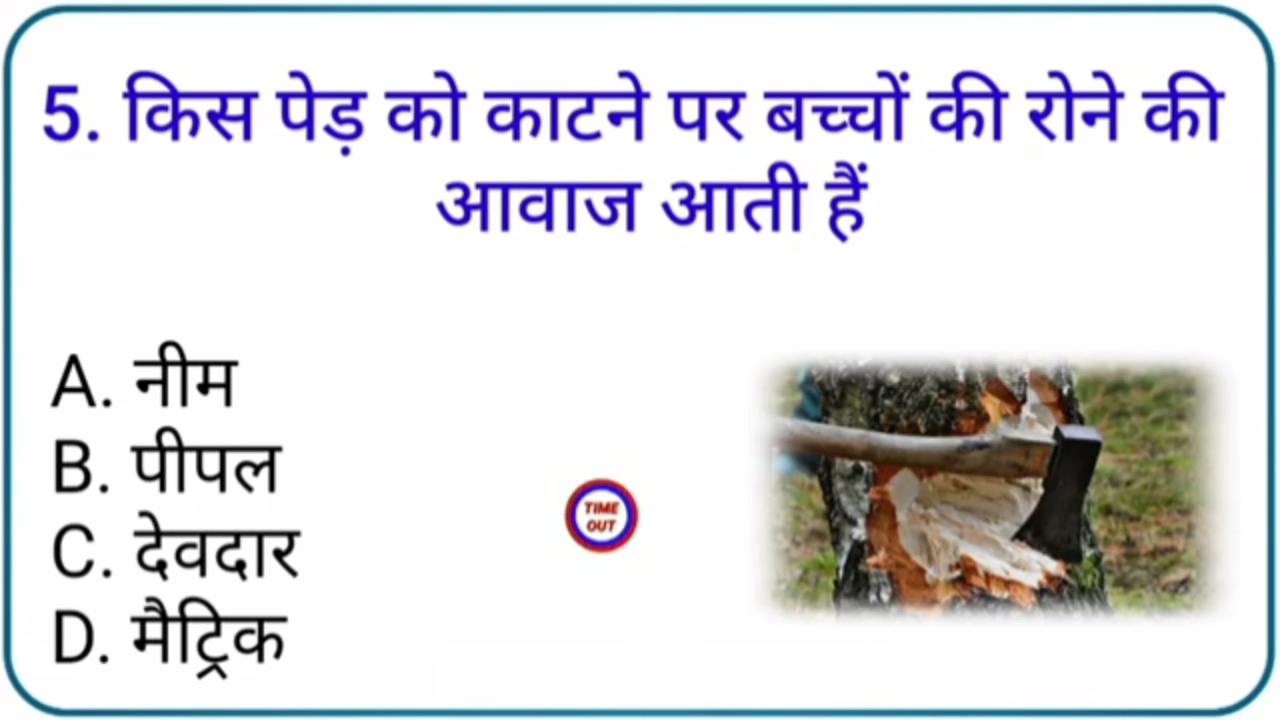 5. किस पेड़ को काटने पर बच्चों की रोने की
आवाज आती हैं
A. नीम
B. पीपल
C. देवदार
D. मैट्रिक
TIME
OUT